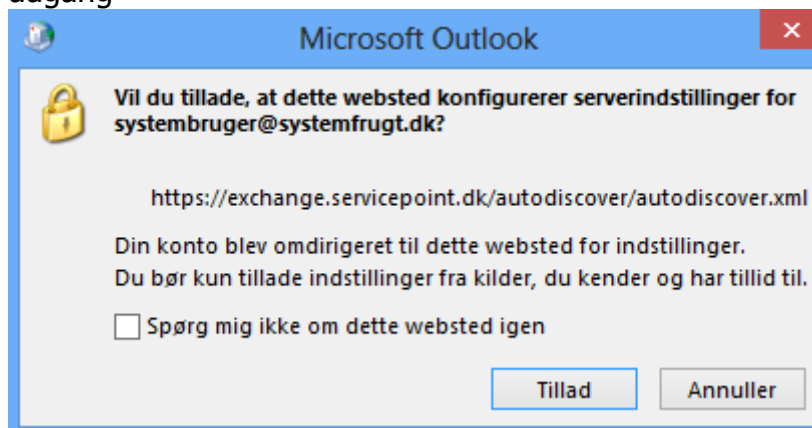 adgang
Microsoft Outlook
Vil du tillade, at dette websted konfigurerer serverindstillinger for
systembruger@systemfrugt.dk?
https://exchange.servicepoint.dk/autodiscover/autodiscover.xml
Din konto blev omdirigeret til dette websted for indstillinger.
Du bør kun tillade indstillinger fra kilder, du kender og har tillid til.
Spørg mig ikke om dette websted igen
Tillad
Annuller